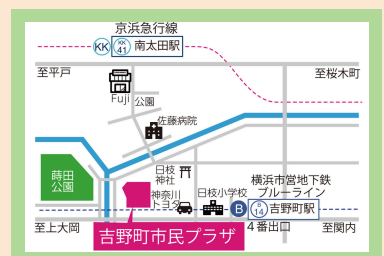 京浜急行線
KK
KK
41
南太田駅
至平戸
至桜木町
Fuji
公園
佐藤病院
蒔田
公園
日枝
神社
神奈川
トヨタ
日枝小学校
横浜市営地下鉄
ブルーライン
B
B
14
吉野町駅
4番出口
至上大岡
至関内
吉野町市民プラザ